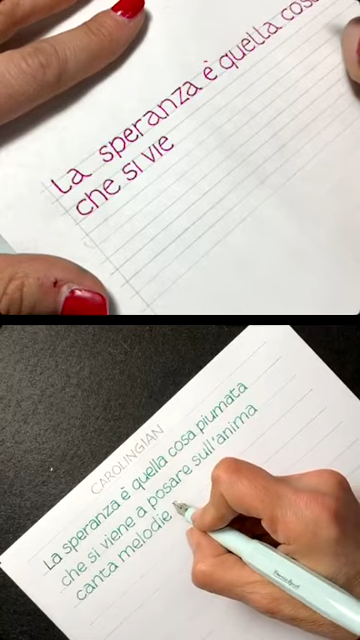 La speranza è quella cosa
che si vie
CAROLINGIAN
La speranza è quella cosa piumata
che si viene a posare sull'anima
canta melodie